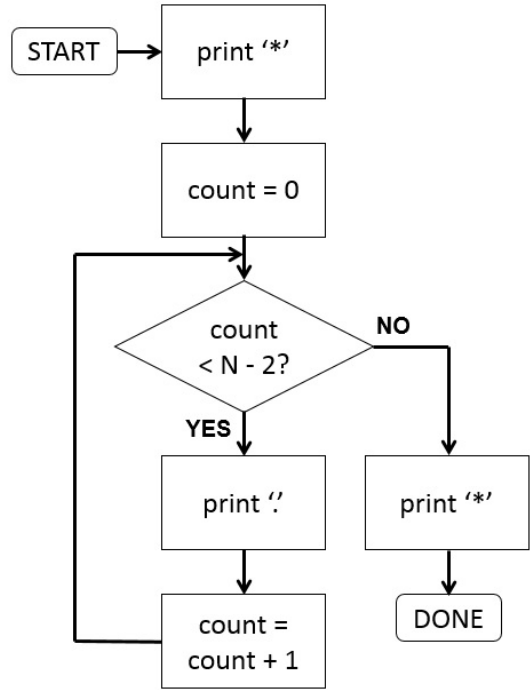 START
print ‘*’
count = 0
count
< N - 2?
NO
YES
print ‘.’
print ‘*’
count =
count + 1
DONE